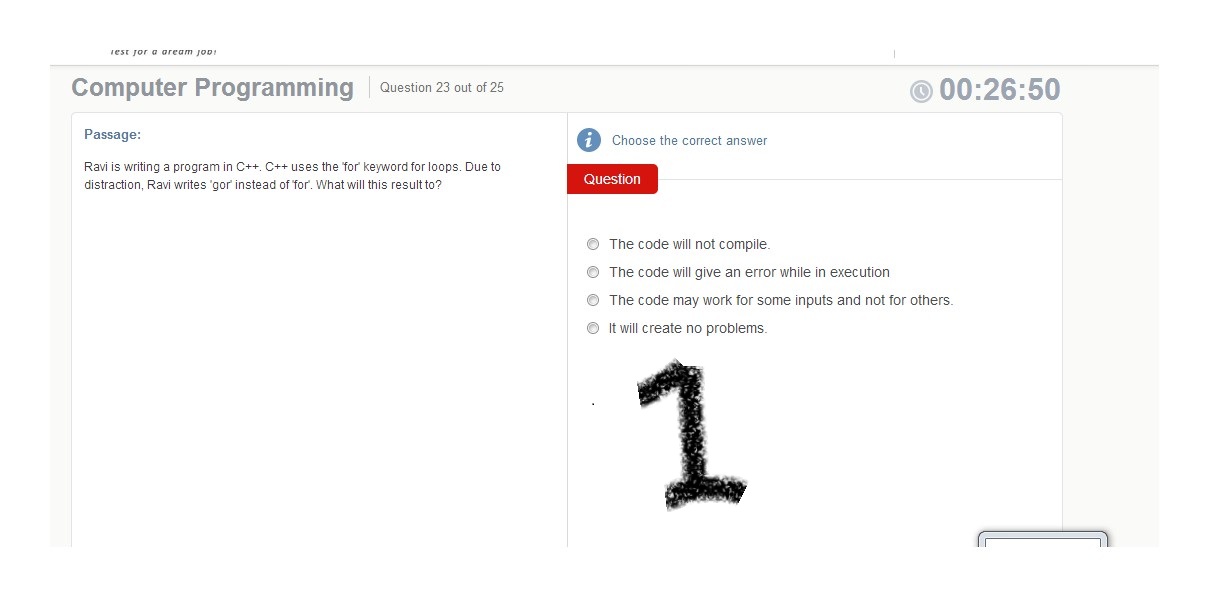 Test for a dream job!
Computer Programming
Question 23 out of 25
00:26:50
Passage:
Ravi is writing a program in C++. C++ uses the 'for' keyword for loops. Due to
distraction, Ravi writes 'gor' instead of 'for'. What will this result to?
Choose the correct answer
Question
The code will not compile.
The code will give an error while in execution
The code may work for some inputs and not for others.
It will create no problems.
1